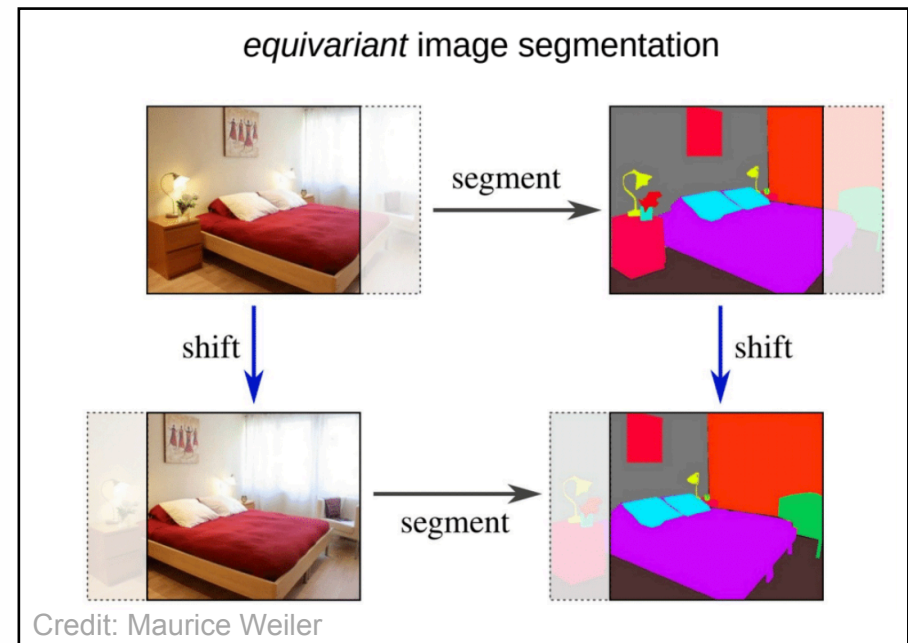 equivariant image segmentation
segment
shift
shift
segment
Credit: Maurice Weiler